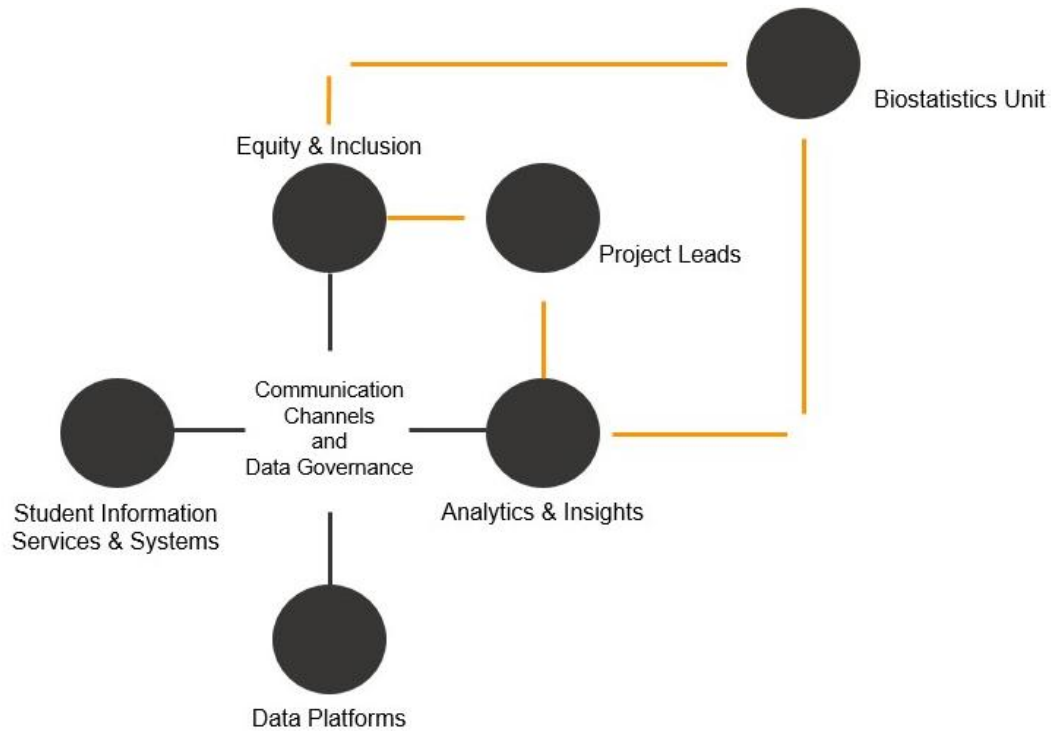 Biostatistics Unit
Equity & Inclusion
Project Leads
Communication
Channels
and
Data Governance
Student Information
Services & Systems
Analytics & Insights
Data Platforms